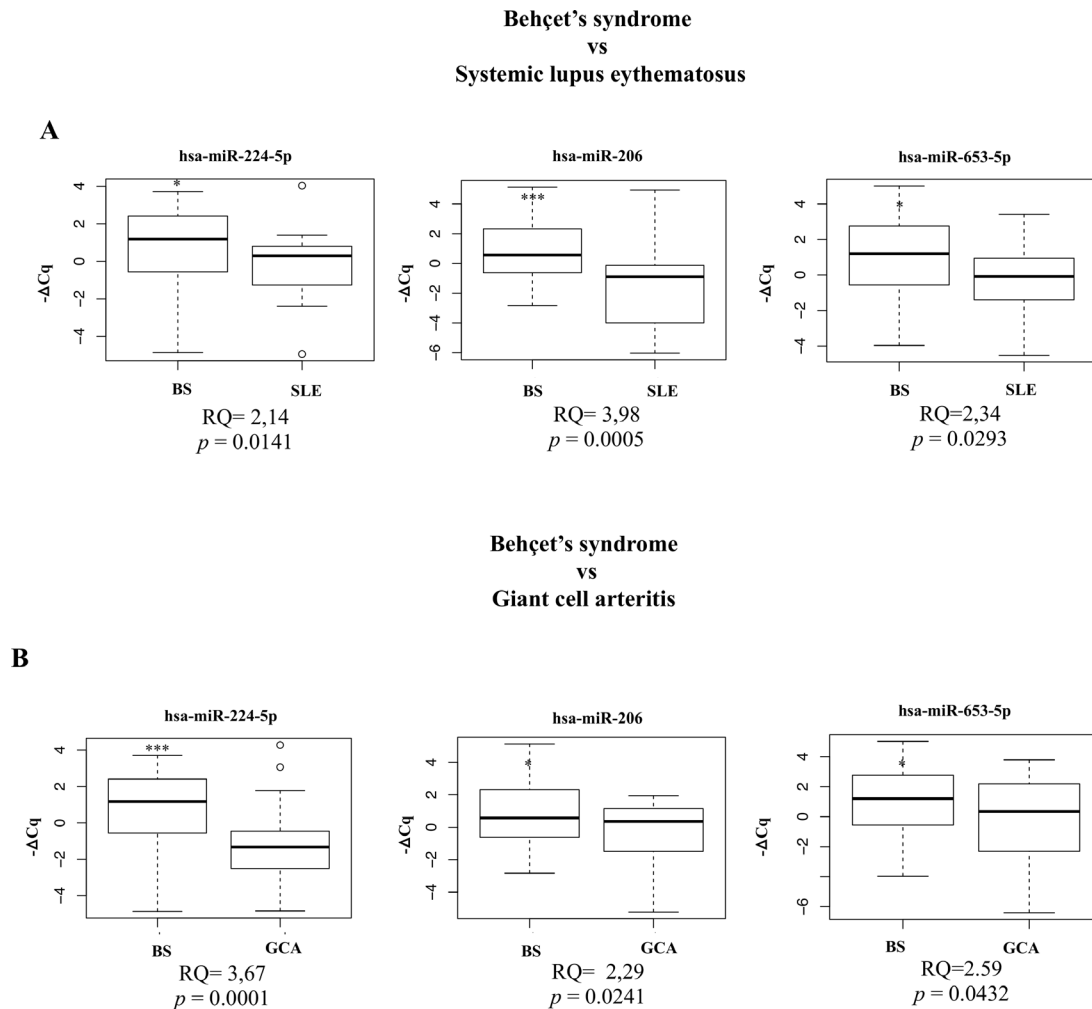 Behçet's syndrome
vs
Systemic lupus eythematosus
A
hsa-miR-224-5p
hsa-miR-206
hsa-miR-653-5p
-ΔCq
4
2
0
-2
-4
*
BS
SLE
RQ= 2,14
p = 0.0141
-ΔCq
4
2
0
-2
-4
-6
***
BS
SLE
RQ= 3,98
p = 0.0005
-ΔCq
4
2
0
-2
-4
*
BS
SLE
RQ=2,34
p = 0.0293
Behçet's syndrome
vs
Giant cell arteritis
B
hsa-miR-224-5p
hsa-miR-206
hsa-miR-653-5p
-ΔCq
4
2
0
-2
-4
***
BS
GCA
RQ= 3,67
p = 0.0001
-ΔCq
4
2
0
-2
-4
*
BS
GCA
RQ= 2,29
p = 0.0241
-ΔCq
4
2
0
-2
-6
*
BS
GCA
RQ=2.59
p = 0.0432